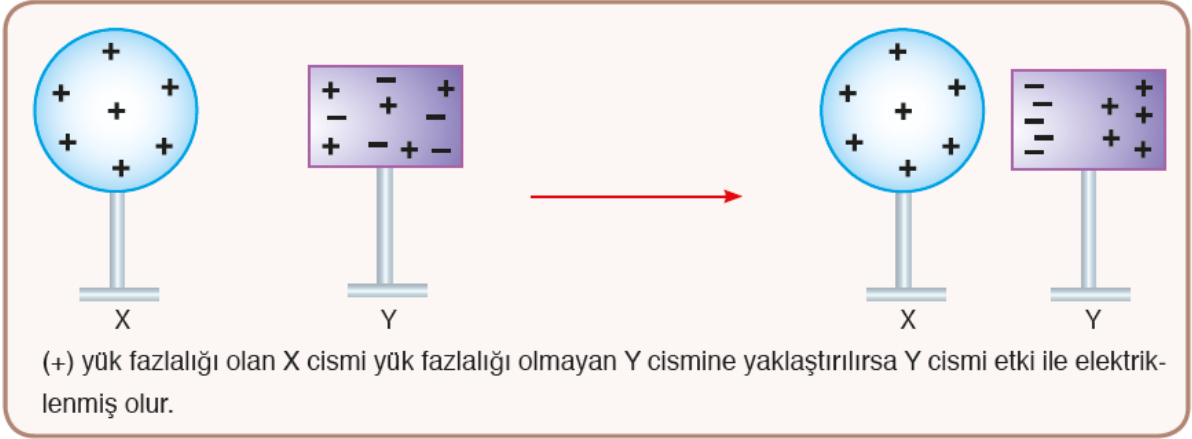 X
Y
X
Y
(+) yük fazlalığı olan X cismi yük fazlalığı olmayan Y cismine yaklaştırılırsa Y cismi etki ile elektrik-
lenmiş olur.